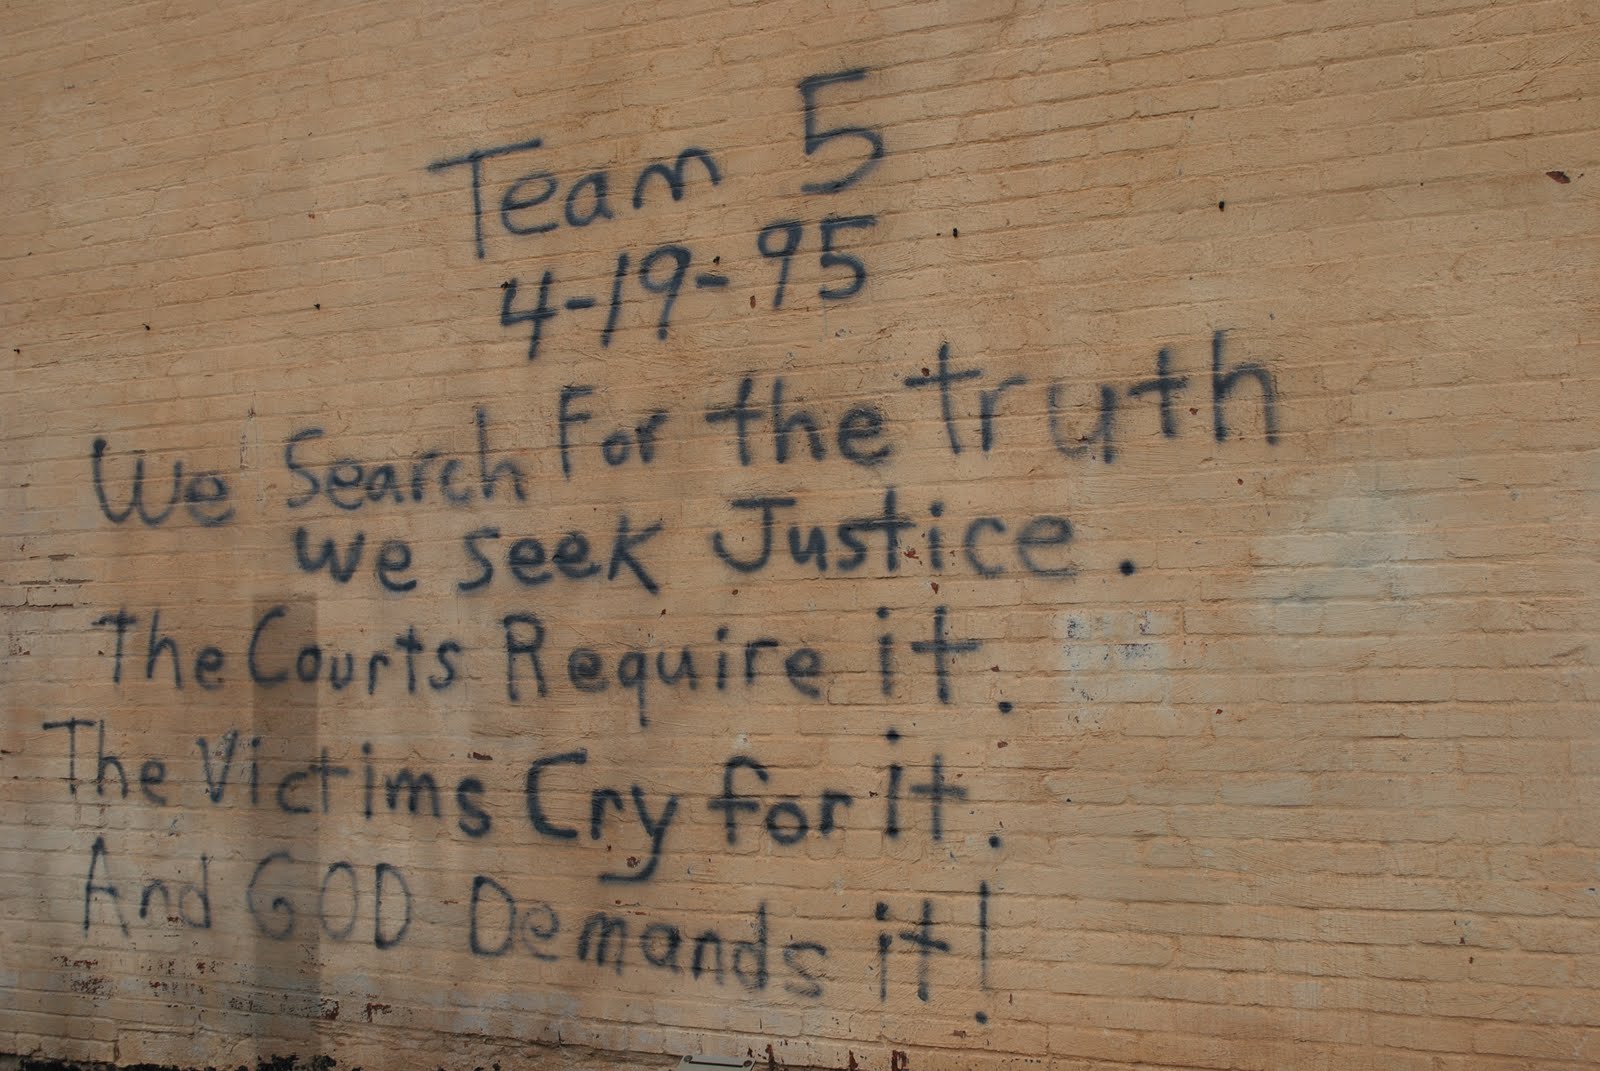 Team 5
4-19-95
We Search For the truth
we seek Justice.
The Courts Require it.
The Victims Cry for it.
And GOD Demands it!